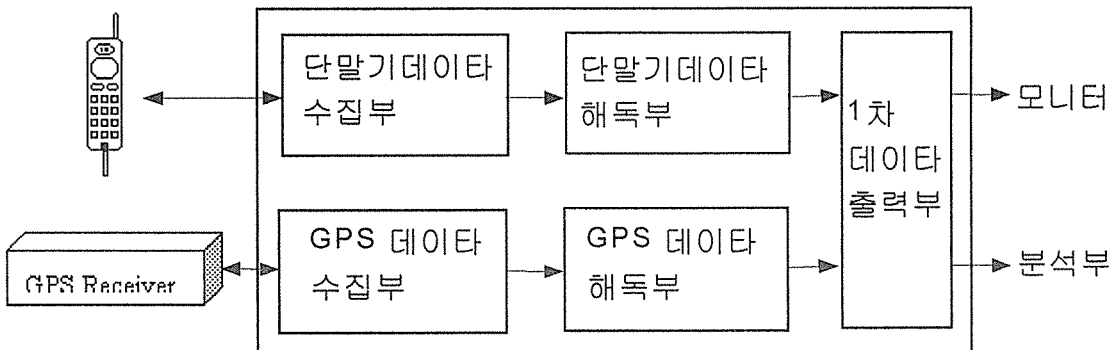 단말기데이타
수집부
단말기데이타
해독부
1차
데이타
출력부
모니터
GPS Receiver
GPS 데이타
수집부
GPS 데이타
해독부
분석부